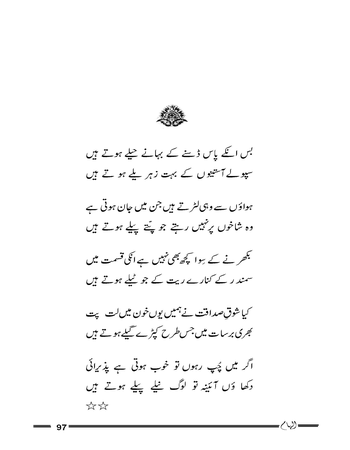 بس انکے پاس ڈسنے کے بہانے حیلے ہوتے ہیں
سپولے آستینوں کے بہت زہر یلے ہو تے ہیں
ہواؤں سے وہی لڑتے ہیں جن میں جان ہوتی ہے
وہ شاخوں پر نہیں رہتے جو پتے پیلے ہوتے ہیں
بکھرنے کے سوا کچھ بھی نہیں ہے انکی قسمت میں
سمندر کے کنارے ریت کے جو ٹیلے ہوتے ہیں
کیا شوقِ صداقت نے ہمیں یوں خون میں لت پت
بھری برسات میں جس طرح کپڑے گیلے ہوتے ہیں
اگر میں چُپ رہوں تو خوب ہوتی ہے پذیرائی
دکھا ؤں آئینہ تو لوگ نیلے پیلے ہوتے ہیں
☆☆
97